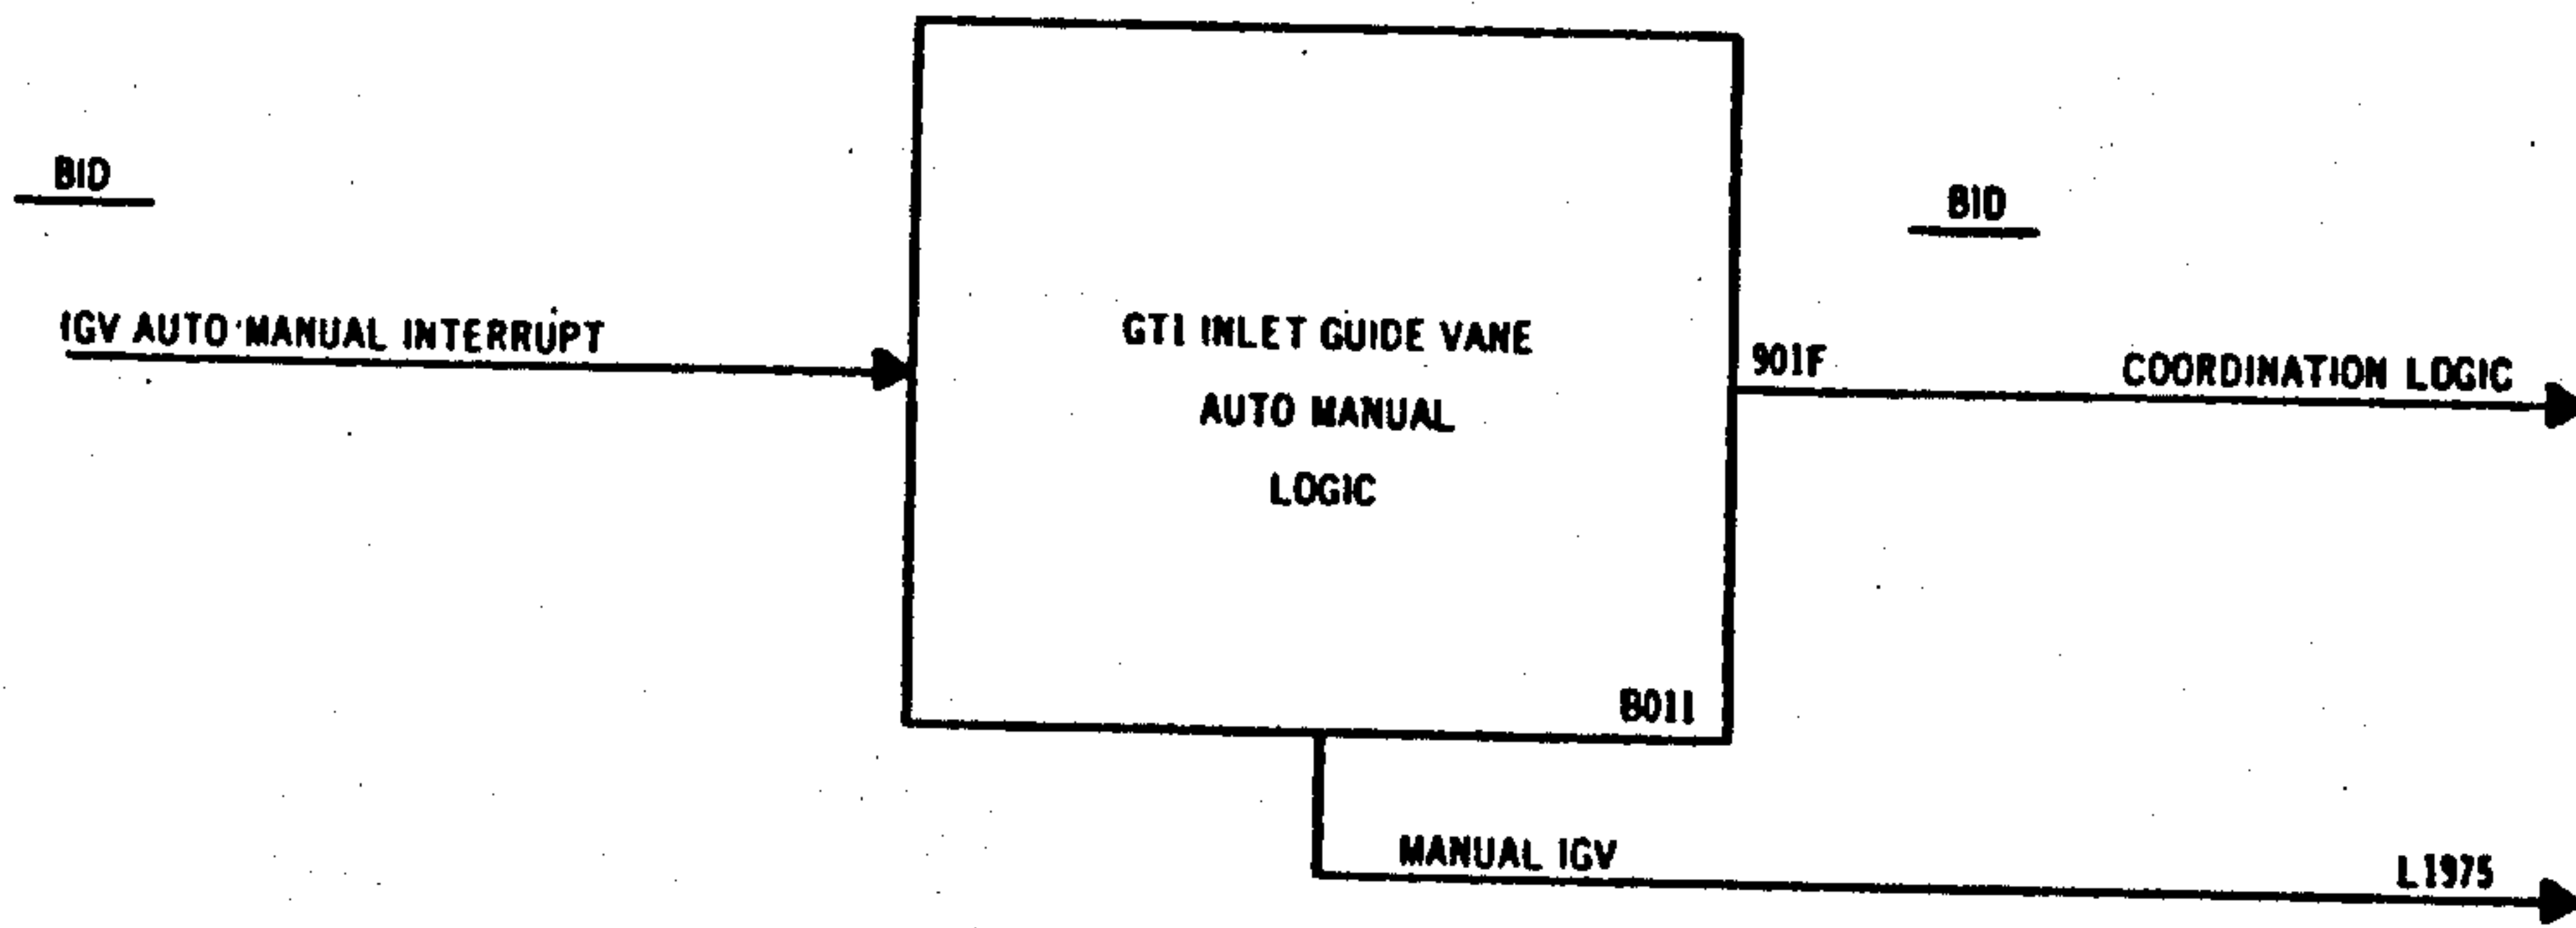 BID
BID
IGV AUTO MANUAL INTERRUPT
GT1 INLET GUIDE VANE
AUTO MANUAL
LOGIC
901F
COORDINATION LOGIC
B011
MANUAL IGV
L1975